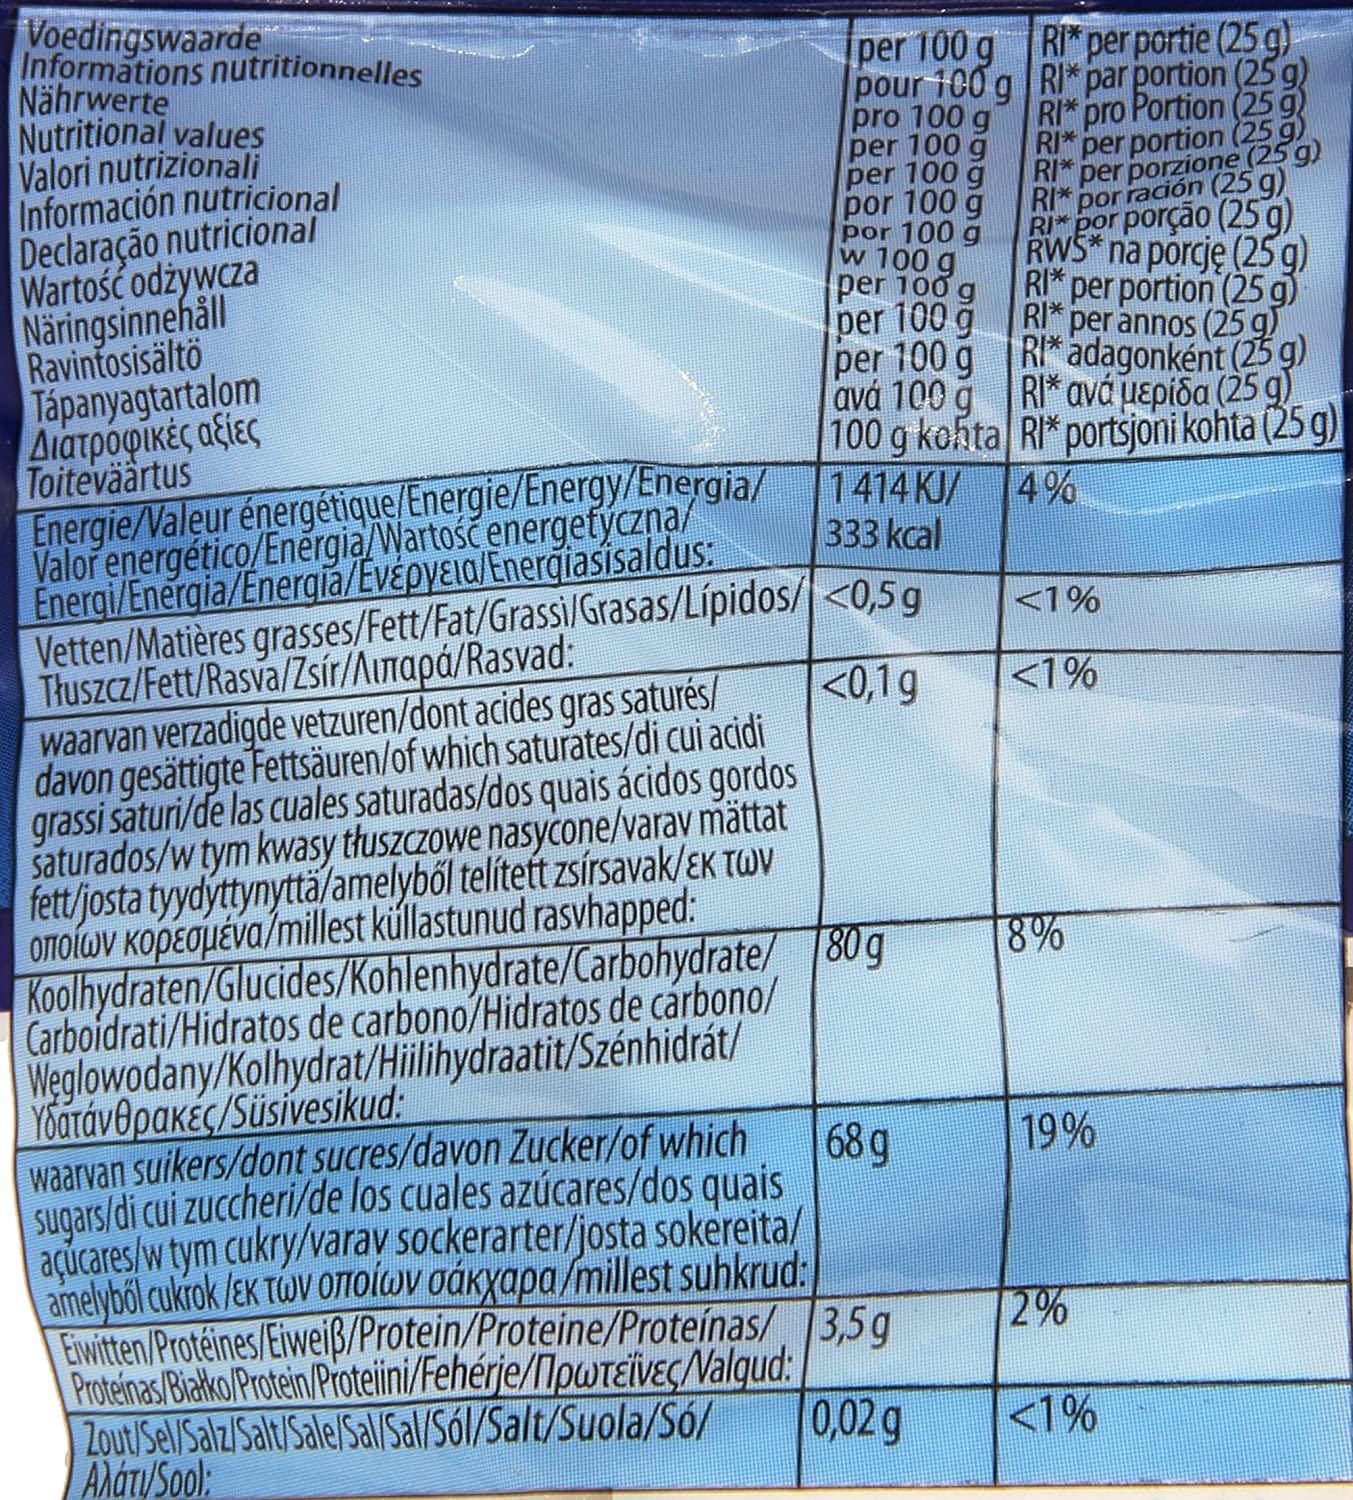 Voedingswaarde per 100 g RI* per portie (25 g)
Informations nutritionnelles pour 100 g RI* par portion (25 g)
Nährwerte pro 100 g RI* pro Portion (25 g)
Nutritional values per 100 g RI* per portion (25 g)
Valori nutrizionali per 100 g RI* per porzione (25 g)
Información nutricional por 100 g RI* por ración (25 g)
Declaração nutricional por 100 g RI* por porção (25 g)
Wartość odżywcza w 100 g RWS* na porcję (25 g)
Näringsinnehåll per 100 g RI* per portion (25 g)
Ravintosisältö per 100 g RI* per annos (25 g)
Tápanyagtartalom per 100 g RI* adagonként (25 g)
Διατροφικές αξίες ανά 100 g RI* ανά μερίδα (25 g)
Toiteväärtus 100 g kohta RI* portsjoni kohta (25 g)
Energie/Valeur énergétique/Energie/Energy/Energia/ 1 414 KJ/ 4%
Valor energético/Energia/Wartość energetyczna/ 333 kcal
Energi/Energia/Energia/Ενέργεια/Energiasisaldus:
Vetten/Matières grasses/Fett/Fat/Grassi/Grasas/Lípidos/ <0,5 g <1%
Tłuszcz/Fett/Rasva/Zsír/Λιπαρά/Rasvad:
waarvan verzadigde vetzuren/dont acides gras saturés/ <0,1 g <1%
davon gesättigte Fettsäuren/of which saturates/di cui acidi
grassi saturi/de las cuales saturadas/dos quais ácidos gordos
saturados/w tym kwasy tłuszczowe nasycone/varav mättat
fett/josta tyydyttynyttä/amelyből telített zsírsavak/εκ των
οποίων κορεσμένα/millest küllastunud rasvhapped:
Koolhydraten/Glucides/Kohlenhydrate/Carbohydrate/ 80 g 8%
Carboidrati/Hidratos de carbono/Hidratos de carbono/
Węglowodany/Kolhydrat/Hiilihydraatit/Szénhidrát/
Υδατάνθρακες/Süsivesikud:
waarvan suikers/dont sucres/davon Zucker/of which 68 g 19%
sugars/di cui zuccheri/de los cuales azúcares/dos quais
açúcares/w tym cukry/varav sockerarter/josta sokereita/
amelyből cukrok /εκ των οποίων σάκχαρα/millest suhkrud:
Eiwitten/Protéines/Eiweiß/Protein/Proteine/Proteínas/ 3,5 g 2%
Proteínas/Białko/Protein/Proteiini/Fehérje/Πρωτεΐνες/Valgud:
Zout/Sel/Salz/Salt/Sale/Sal/Sal/Sól/Salt/Suola/Só/ 0,02 g <1%
Αλάτι/Sool: